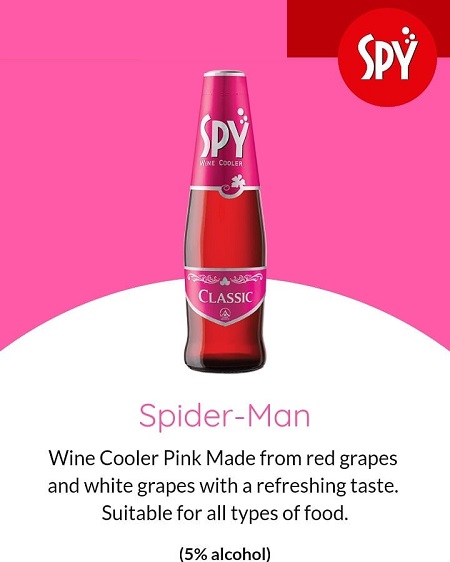 SPY
SPY
WINE COOLER
CLASSIC
Spider-Man
Wine Cooler Pink Made from red grapes
and white grapes with a refreshing taste.
Suitable for all types of food.
(5% alcohol)